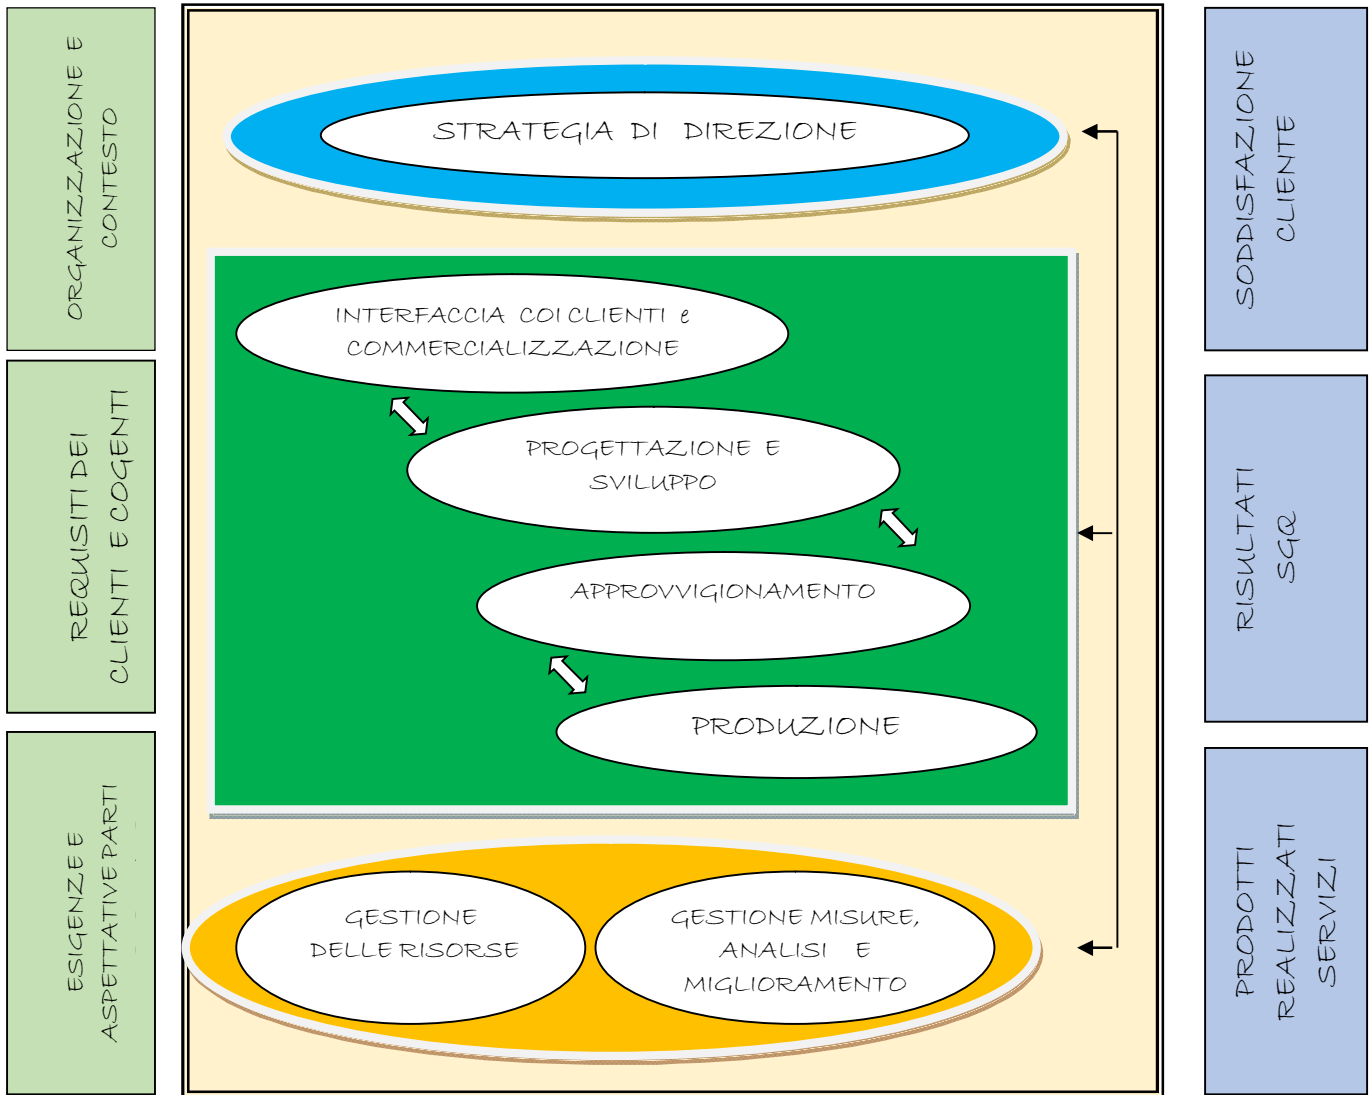 ORGANIZZAZIONE E
CONTESTO
REQUISITI DEI
CLIENTI E COGENTI
ESIGENZE E
ASPETTATIVE PARTI
STRATEGIA DI DIREZIONE
INTERFACCIA COI CLIENTI e
COMMERCIALIZZAZIONE
PROGETTAZIONE E
SVILUPPO
APPROVVIGIONAMENTO
PRODUZIONE
GESTIONE
DELLE RISORSE
GESTIONE MISURE,
ANALISI E
MIGLIORAMENTO
SODDISFAZIONE
CLIENTE
RISULTATI
SGQ
PRODOTTI
REALIZZATI
SERVIZI